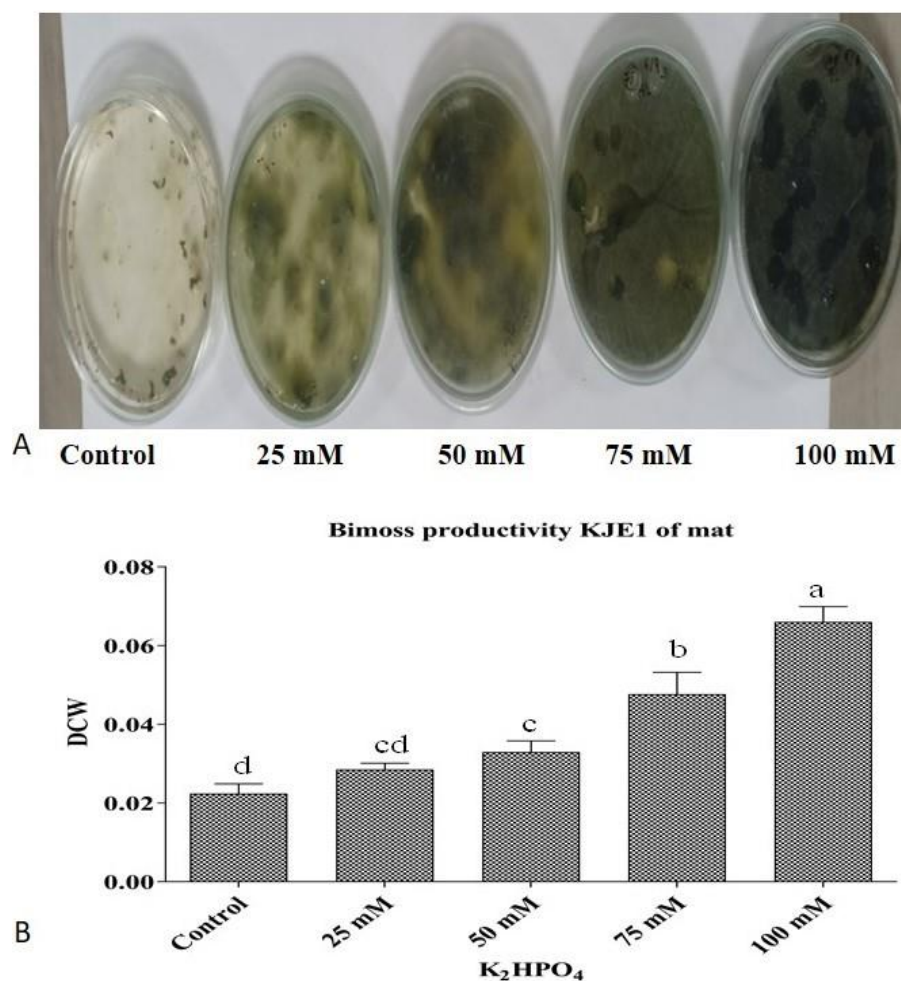 A
Control 25 mM 50 mM 75 mM 100 mM
Bimoss productivity KJE1 of mat
0.08
0.06
0.04
0.02
0.00
DCW
d
cd
c
b
a
Control
25 mM
50 mM
75 mM
100 mM
B
K₂HPO₄